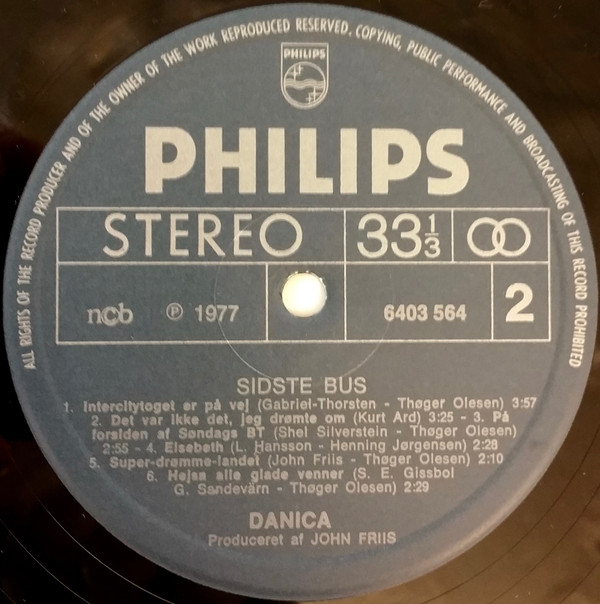 ALL RIGHTS OF THE RECORD PRODUCER AND OF THE OWNER OF THE WORK REPRODUCED RESERVED. COPYING, PUBLIC PERFORMANCE AND BROADCASTING OF THIS RECORD PROHIBITED
PHILIPS
PHILIPS
STEREO 33 1/3
ncb ℗ 1977 6403 564 2
SIDSTE BUS
1. Intercitytoget er på vej (Gabriel-Thorsten - Thøger Olesen) 3:57
2. Det var ikke det, jeg drømte om (Kurt Ard) 3:25 - 3. På
forsiden af Søndags BT (Shel Silverstein - Thøger Olesen)
2:55 - 4. Elsebeth (L. Hansson - Henning Jørgensen) 2:28
5. Super-drømme-landet (John Friis - Thøger Olesen) 2:10
6. Hejsa alle glade venner (S. E. Gissbol
G. Sandevärn - Thøger Olesen) 2:29
DANICA
Produceret af JOHN FRIIS